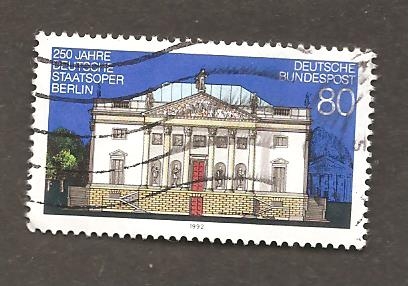 250 JAHRE
DEUTSCHE
STAATSOPER
BERLIN
DEUTSCHE
BUNDESPOST
80
1992